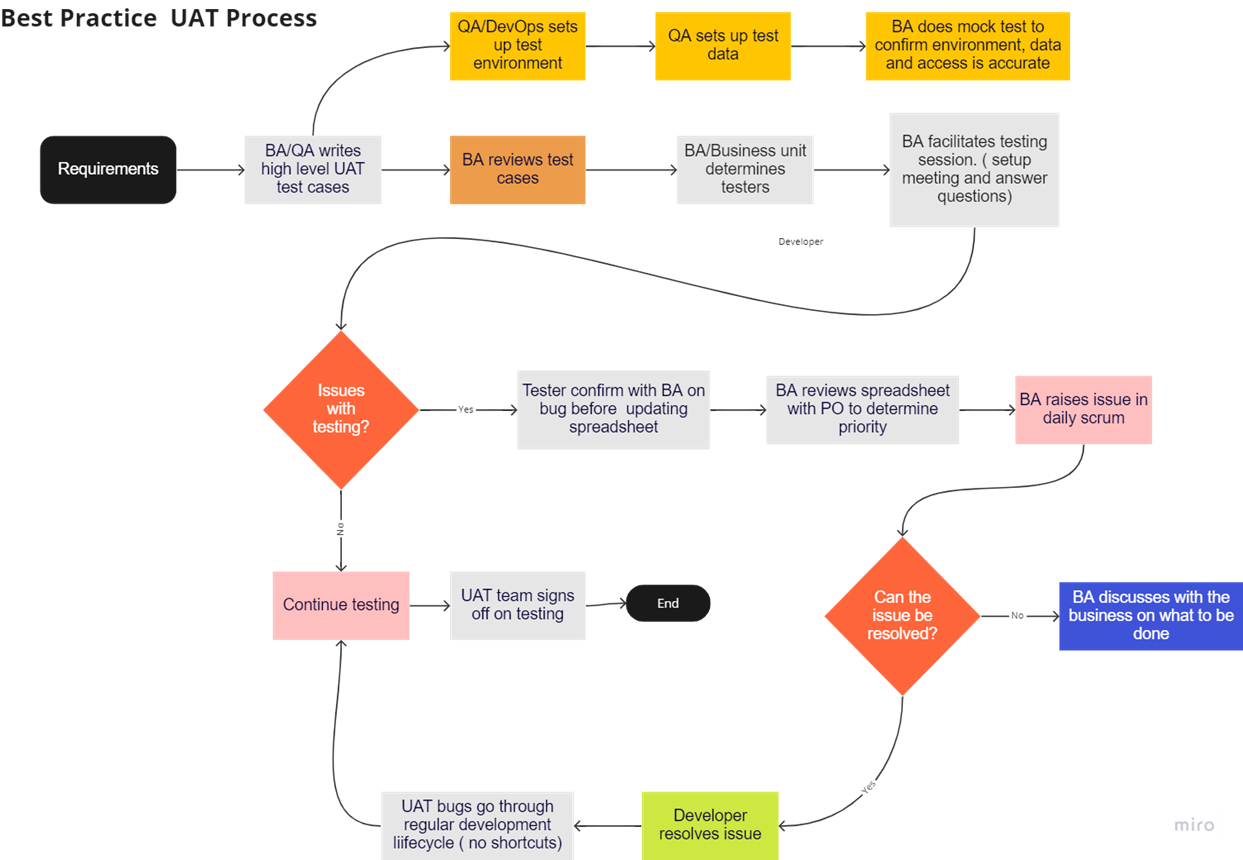 Best Practice  UAT Process
QA/DevOps sets
up test
environment
QA sets up test
data
BA does mock test to
confirm environment, data
and access is accurate
Requirements
BA/QA writes
high level UAT
test cases
BA reviews test
cases
BA/Business unit
determines
testers
BA facilitates testing
session. ( setup
meeting and answer
questions)
Developer
Issues
with
testing?
Yes
Tester confirm with BA on
bug before  updating
spreadsheet
BA reviews spreadsheet
with PO to determine
priority
BA raises issue in
daily scrum
No
Continue testing
UAT team signs
off on testing
End
Can the
issue be
resolved?
No
BA discusses with the
business on what to be
done
Yes
UAT bugs go through
regular development
liifecycle ( no shortcuts)
Developer
resolves issue
miro